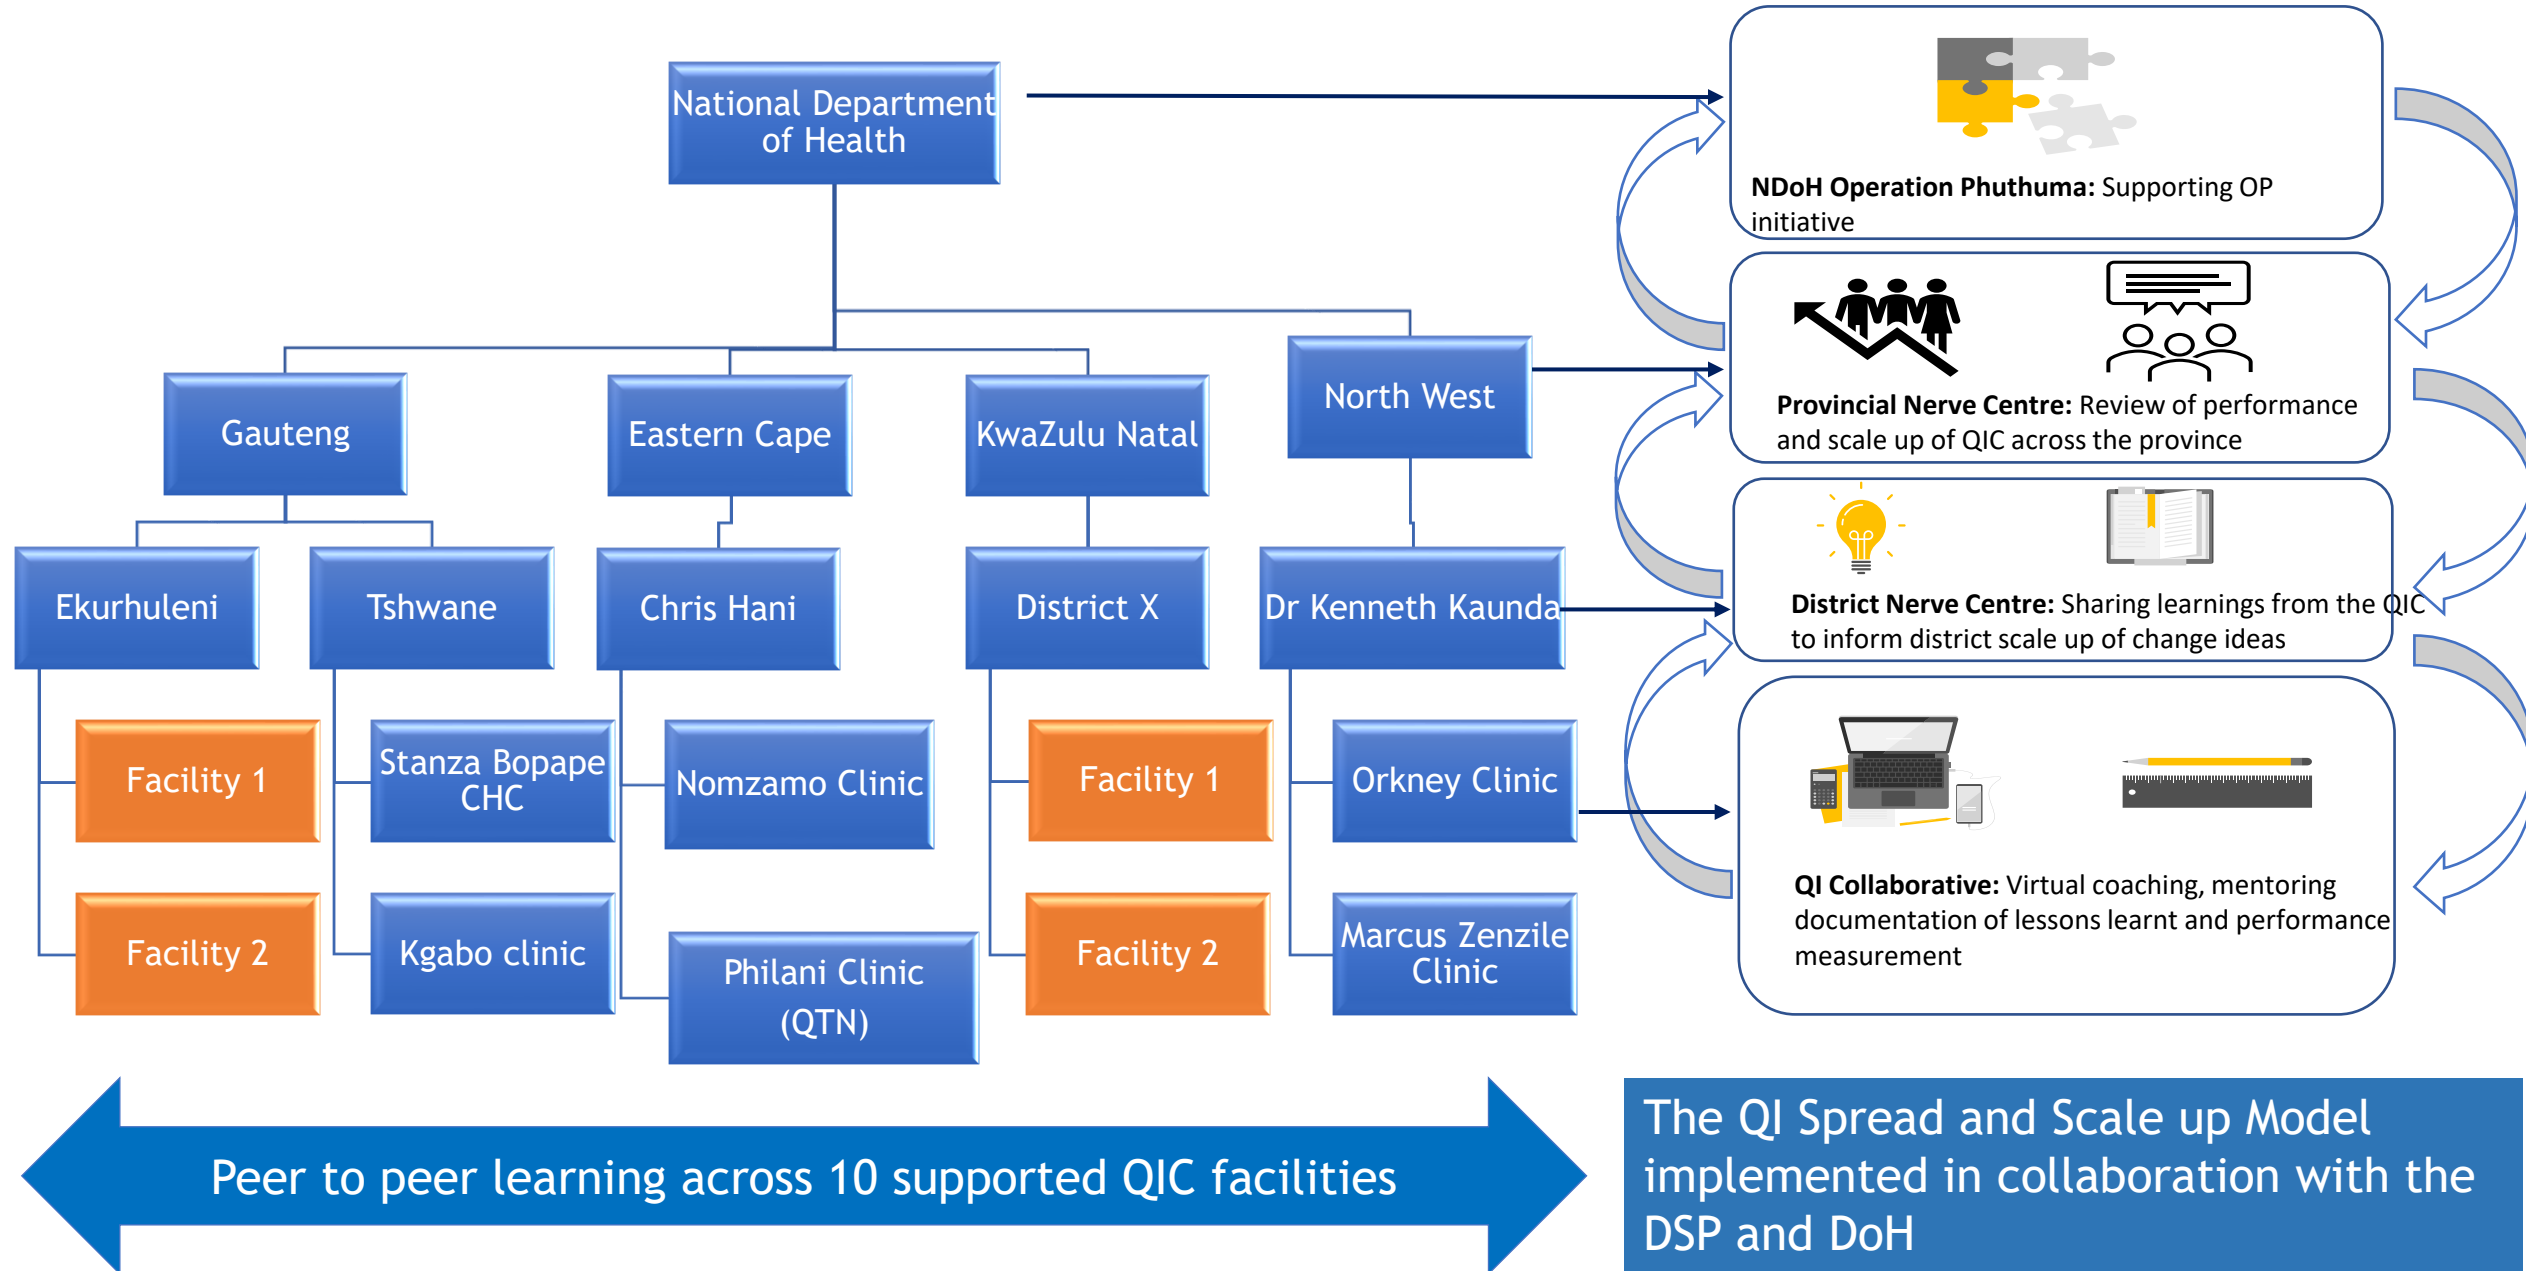 National Department
of Health
Gauteng
Eastern Cape
KwaZulu Natal
North West
Ekurhuleni
Tshwane
Chris Hani
District X
Dr Kenneth Kaunda
Facility 1
Stanza Bopape
CHC
Nomzamo Clinic
Facility 1
Orkney Clinic
Facility 2
Kgabo clinic
Philani Clinic
(QTN)
Facility 2
Marcus Zenzile
Clinic
NDoH Operation Phuthuma: Supporting OP
initiative
Provincial Nerve Centre: Review of performance
and scale up of QIC across the province
District Nerve Centre: Sharing learnings from the QIC
to inform district scale up of change ideas
QI Collaborative: Virtual coaching, mentoring
documentation of lessons learnt and performance
measurement
Peer to peer learning across 10 supported QIC facilities
The QI Spread and Scale up Model
implemented in collaboration with the
DSP and DoH